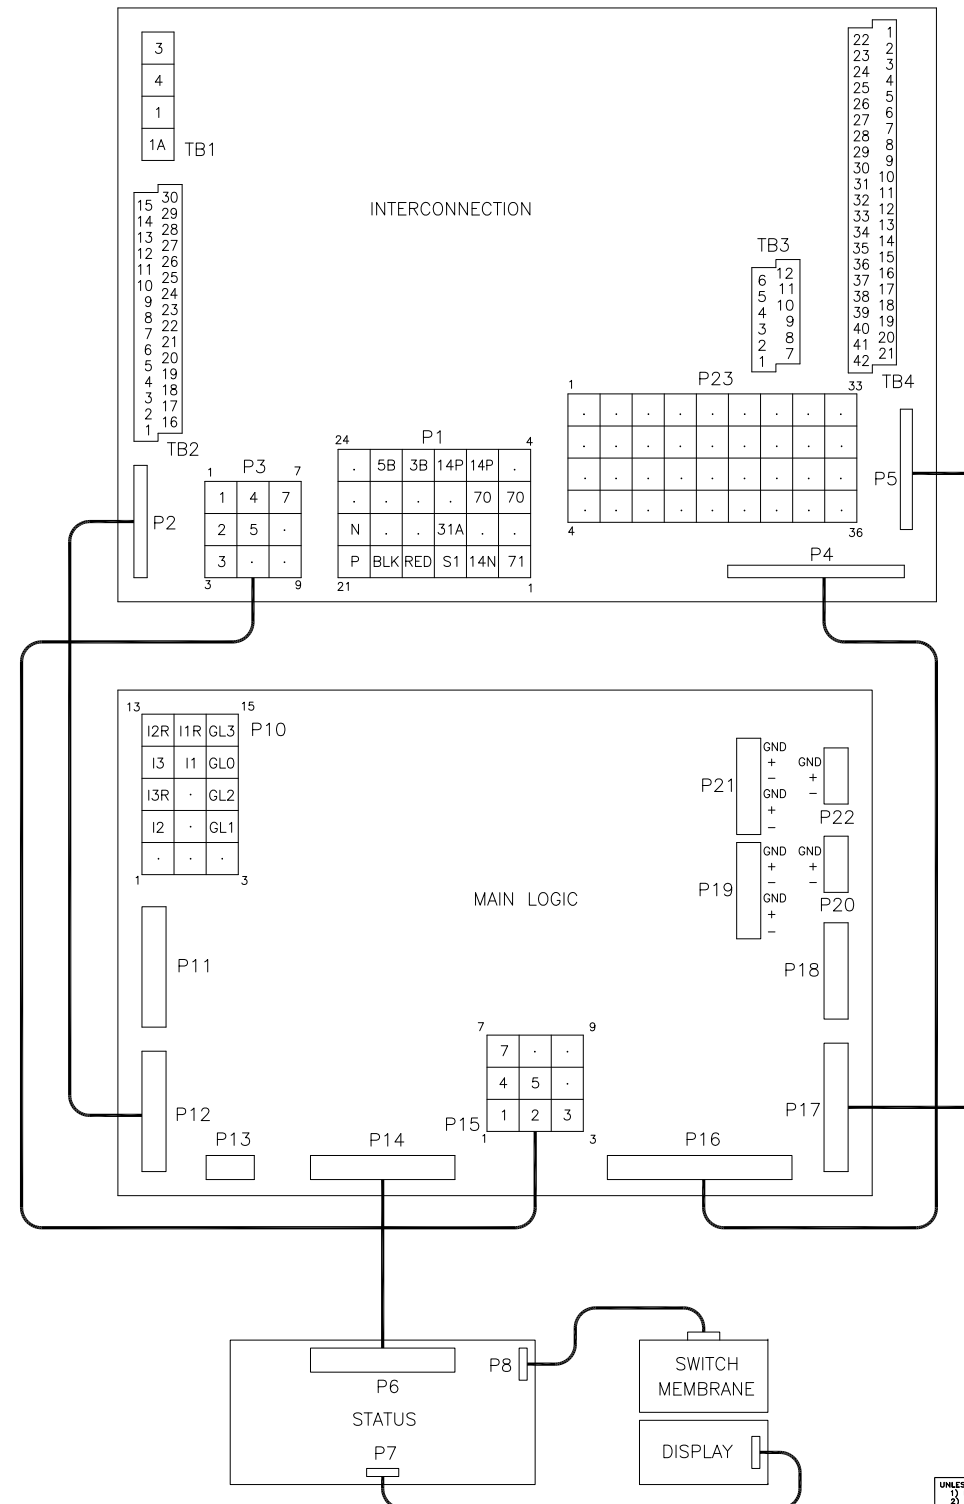 3
4
1
1A
TB1
INTERCONNECTION
22 1
23 2
24 3
25 4
26 5
27 6
28 7
29 8
30 9
31 10
32 11
33 12
34 13
35 14
36 15
37 16
38 17
39 18
40 19
41 20
42 21
TB4
15 30
14 29
13 28
12 27
11 26
10 25
9 24
8 23
7 22
6 21
5 20
4 19
3 18
2 17
1 16
TB2
TB3
6 12
5 11
4 10
3 9
2 8
1 7
P23
1 33
. . . . . . . . .
. . . . . . . . .
. . . . . . . . .
. . . . . . . . .
4 36
P5
P4
P2
P3
1 7
1 4 7
2 5 .
3 . .
3 9
P1
24 4
. 5B 3B 14P 14P .
. . . . 70 70
N . . 31A . .
P BLK RED S1 14N 71
21 1
13 15
I2R I1R GL3
I3 I1 GL0
I3R . GL2
I2 . GL1
. . .
1 3
P10
P21
GND
+
-
GND
+
-
GND
+
-
P22
P19
GND
+
-
GND
+
-
GND
+
-
P20
MAIN LOGIC
P11
P18
7 9
7 . .
4 5 .
1 2 3
1 3
P15
P12
P13
P14
P16
P17
P6
STATUS
P7
P8
SWITCH
MEMBRANE
DISPLAY
UNLES
1)
2)